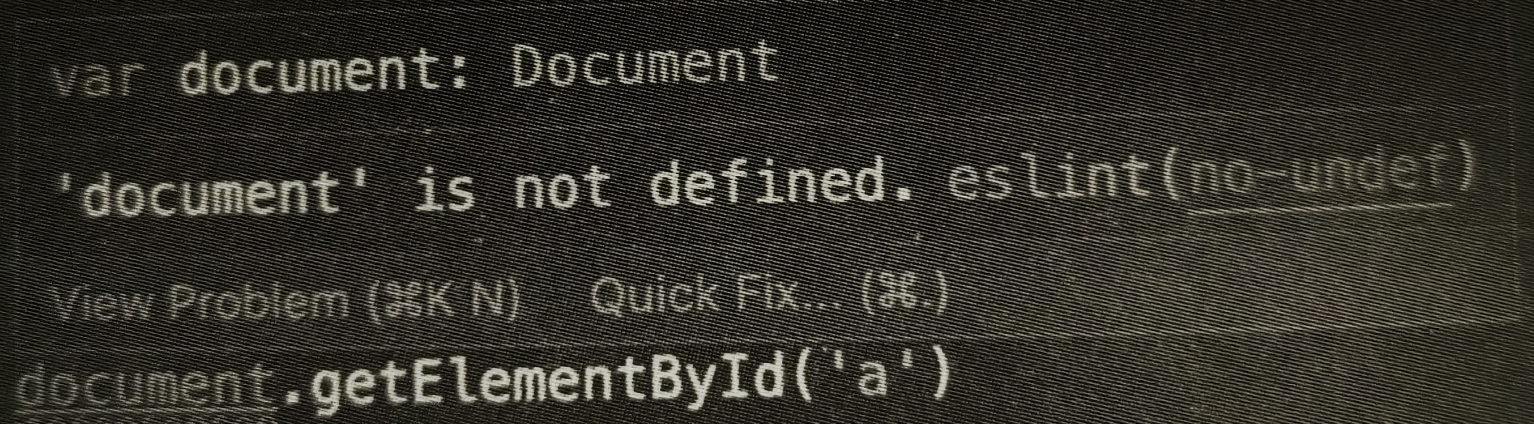 var document: Document
'document' is not defined. eslint(no-undef)
View Problem (⌘K N) Quick Fix... (⌘.)
document.getElementById('a')